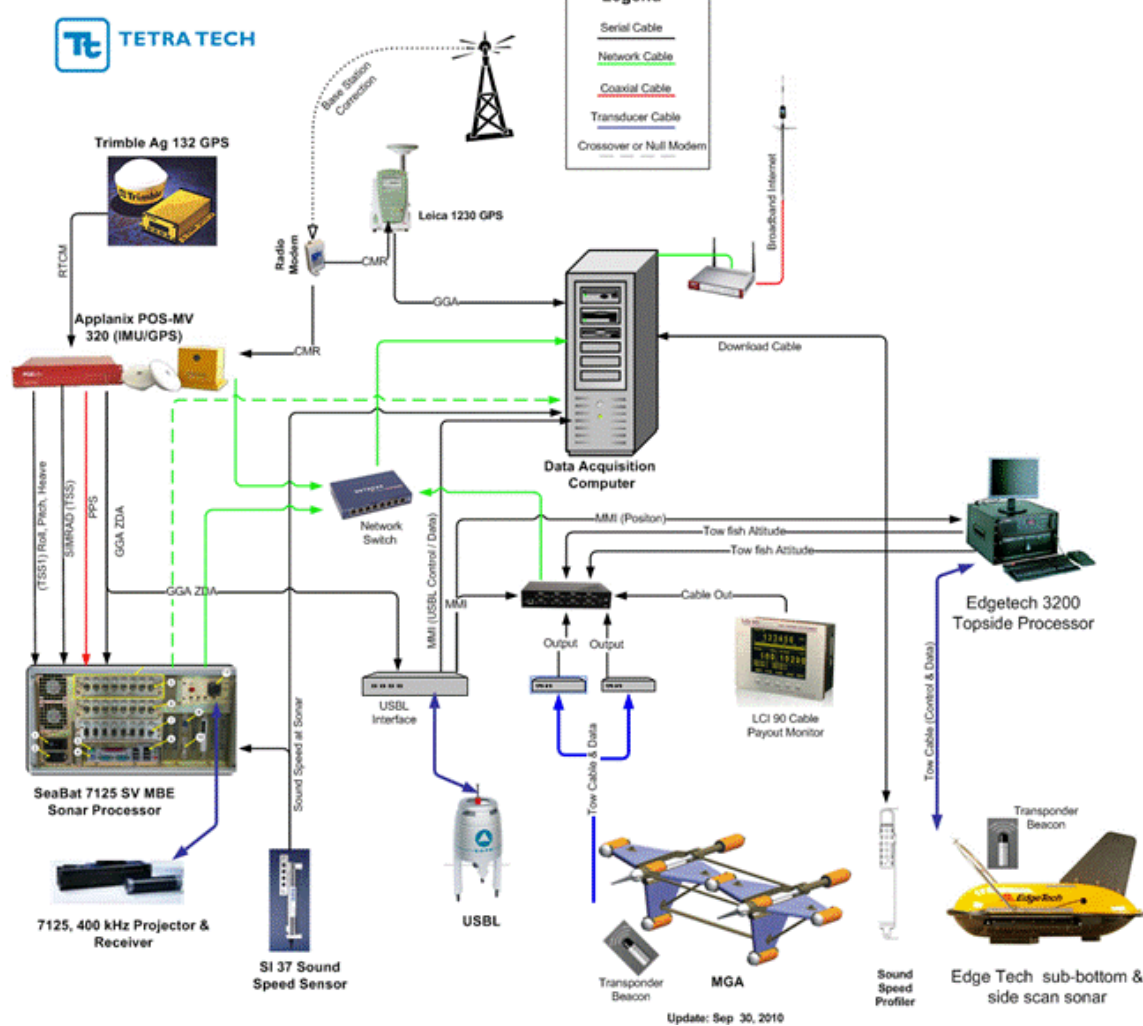 Legend
Serial Cable
Network Cable
Coaxial Cable
Transducer Cable
Crossover or Null Modem
Tt
TETRA TECH
Base Station
Correction
Trimble Ag 132 GPS
Trimble
Leica 1230 GPS
Radio
Modem
CMR
Broadband Internet
RTCM
GGA
Applanix POS-MV
320 (IMU/GPS)
CMR
Download Cable
Data Acquisition
Computer
(TSS1) Roll, Pitch, Heave
SIMRAD (TSS)
PPS
GGA ZDA
NETGEAR
Network
Switch
MMI (USBL Control / Data)
MMI (Positon)
Tow fish Altitude
Tow fish Altitude
GGA ZDA
MMI
Cable Out
Edgetech 3200
Topside Processor
Output
Output
USBL
Interface
LCI 90 Cable
Payout Monitor
Sound Speed at Sonar
Tow Cable & Data
Tow Cable (Control & Data)
SeaBat 7125 SV MBE
Sonar Processor
Transponder
Beacon
EdgeTech
7125, 400 kHz Projector &
Receiver
SI 37 Sound
Speed Sensor
USBL
Transponder
Beacon
MGA
Sound
Speed
Profiler
Edge Tech sub-bottom &
side scan sonar
Update: Sep 30, 2010